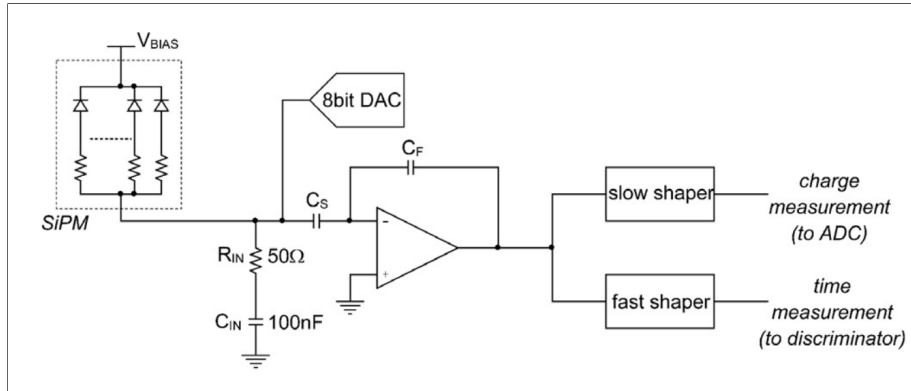 V_BIAS
8bit DAC
C_F
SiPM
C_S
R_IN 50Ω
C_IN 100nF
-
+
slow shaper
charge
measurement
(to ADC)
fast shaper
time
measurement
(to discriminator)